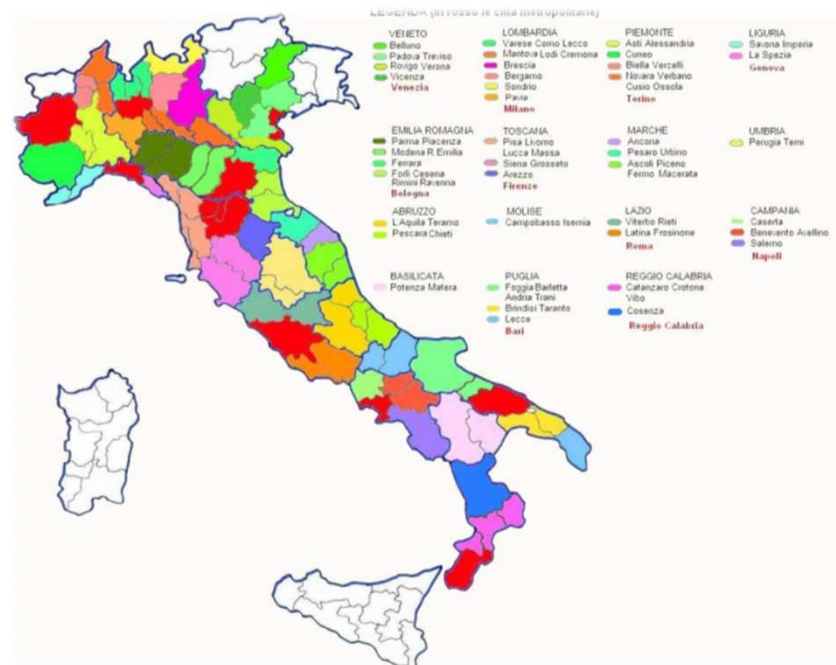 LEGENDA (in rosso le città metropolitane)
VENETO
Belluno
Padova Treviso
Rovigo Verona
Vicenza
Venezia
LOMBARDIA
Varese Como Lecco
Mantova Lodi Cremona
Brescia
Bergamo
Sondrio
Pavia
Milano
PIEMONTE
Asti Alessandria
Cuneo
Biella Vercelli
Novara Verbano
Cusio Ossola
Torino
LIGURIA
Savona Imperia
La Spezia
Genova
EMILIA ROMAGNA
Parma Piacenza
Modena R Emilia
Ferrara
Forlì Cesena
Rimini Ravenna
Bologna
TOSCANA
Pisa Livorno
Lucca Massa
Siena Grosseto
Arezzo
Firenze
MARCHE
Ancona
Pesaro Urbino
Ascoli Piceno
Fermo Macerata
UMBRIA
Perugia Terni
ABRUZZO
L'Aquila Teramo
Pescara Chieti
MOLISE
Campobasso Isernia
LAZIO
Viterbo Rieti
Latina Frosinone
Roma
CAMPANIA
Caserta
Benevento Avellino
Salerno
Napoli
BASILICATA
Potenza Matera
PUGLIA
Foggia Barletta
Andria Trani
Brindisi Taranto
Lecce
Bari
REGGIO CALABRIA
Catanzaro Crotone
Vibo
Cosenza
Reggio Calabria